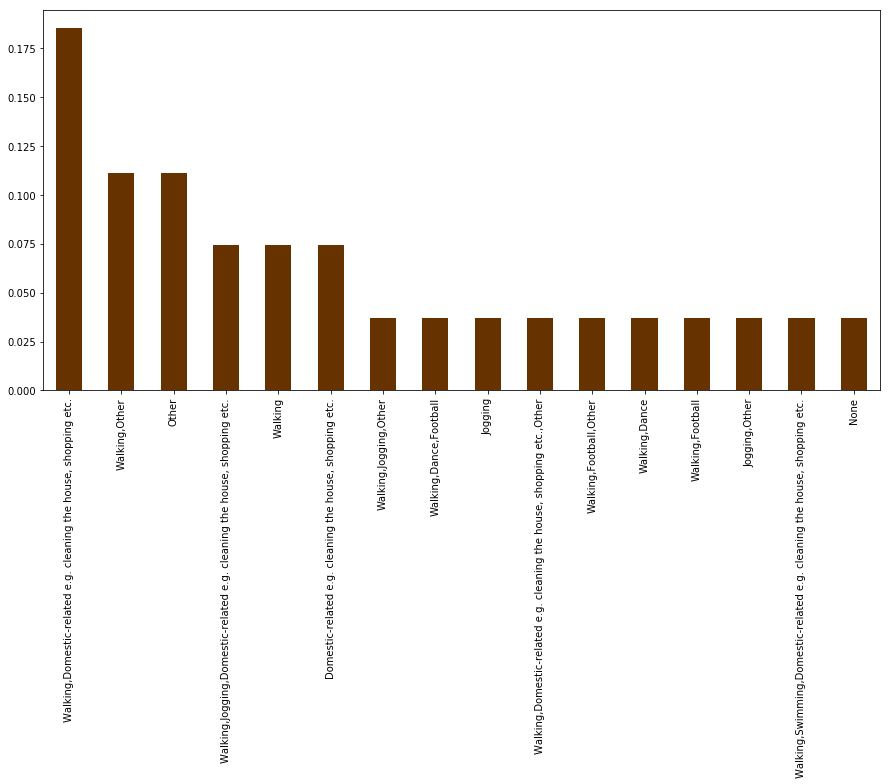 0.175
0.150
0.125
0.100
0.075
0.050
0.025
0.000
Walking,Domestic-related e.g. cleaning the house, shopping etc.
Walking,Other
Other
Walking,Jogging,Domestic-related e.g. cleaning the house, shopping etc.
Walking
Domestic-related e.g. cleaning the house, shopping etc.
Walking,Jogging,Other
Walking,Dance,Football
Jogging
Walking,Domestic-related e.g. cleaning the house, shopping etc.,Other
Walking,Football,Other
Walking,Dance
Walking,Football
Jogging,Other
Walking,Swimming,Domestic-related e.g. cleaning the house, shopping etc.
None